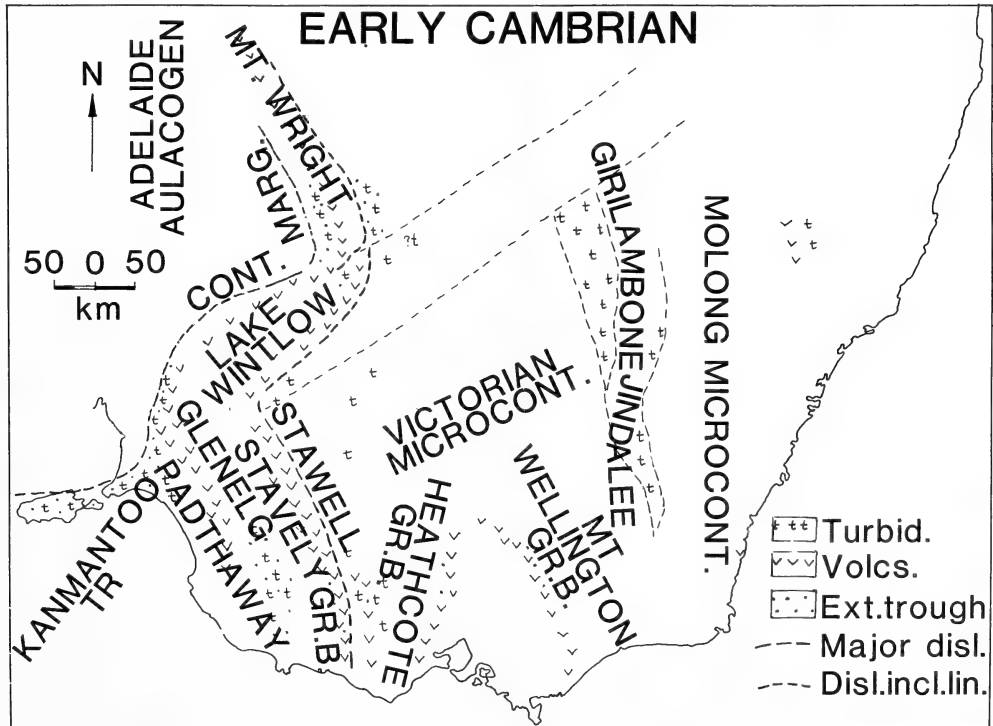 EARLY CAMBRIAN
N
ADELAIDE
AULACOGEN
MT. WRIGHT
CONT. MARG.
50 0 50
km
LAKE
WINTLOW
KANMANTOO
TR
PADTHAWAY
GLENELG
STAVELY GR.B
STAWELL
HEATHCOTE
GR.B
VICTORIAN
MICROCONT.
MT
WELLINGTON
GR.B.
GIRILAMBONE
JINDALEE
MOLONG MICROCONT.
?t
Turbid.
Volcs.
Ext.trough
Major disl.
Disl.incl.lin.